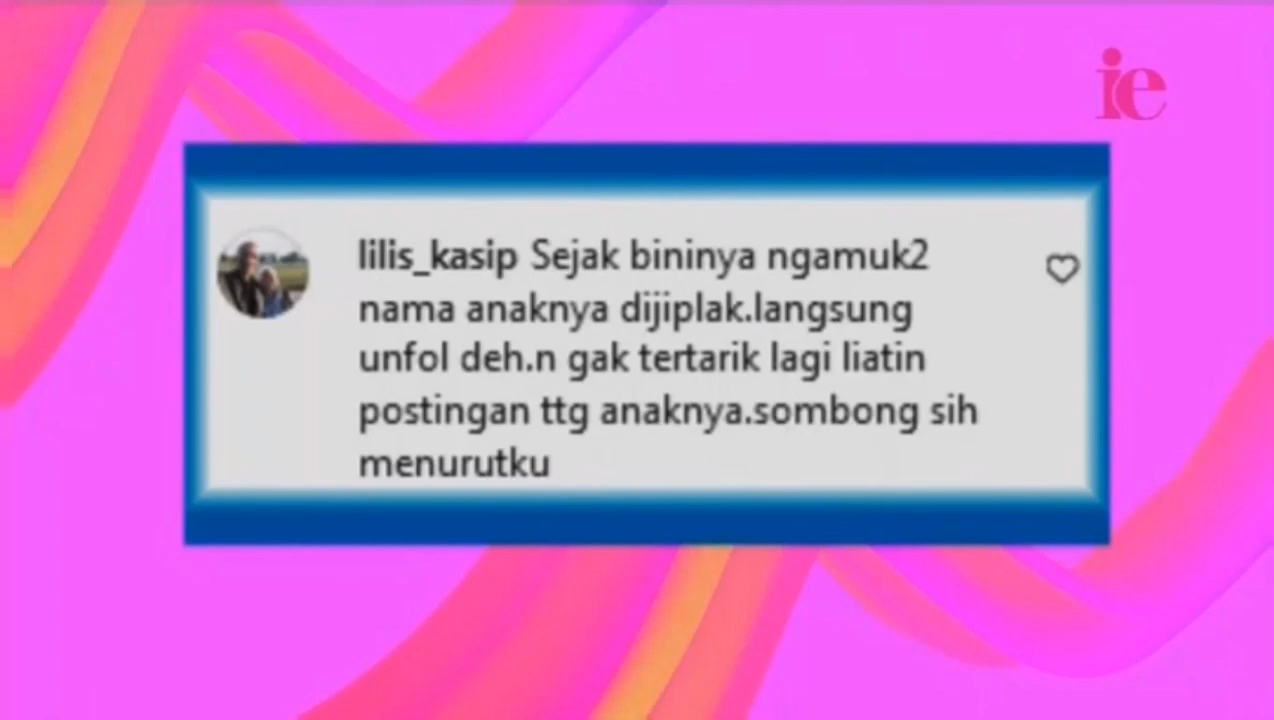 ie
lilis_kasip Sejak bininya ngamuk2
nama anaknya dijiplak.langsung
unfol deh.n gak tertarik lagi liatin
postingan ttg anaknya.sombong sih
menurutku